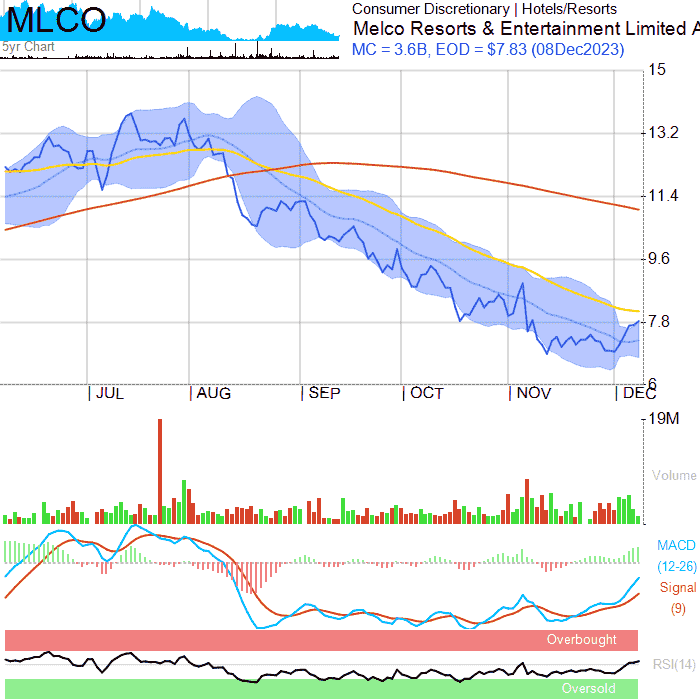 MLCO
Consumer Discretionary | Hotels/Resorts
Melco Resorts & Entertainment Limited A
MC = 3.6B, EOD = $7.83 (08Dec2023)
5yr Chart
15
13.2
11.4
9.6
7.8
6
JUL AUG SEP OCT NOV DEC
19M
Volume
MACD
(12-26)
Signal
(9)
Overbought
RSI(14)
Oversold